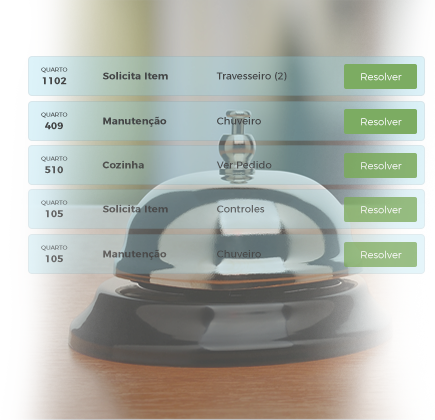 QUARTO
1102
Solicita Item
Travesseiro (2)
Resolver
QUARTO
409
Manutenção
Chuveiro
Resolver
QUARTO
510
Cozinha
Ver Pedido
Resolver
QUARTO
105
Solicita Item
Controles
Resolver
QUARTO
105
Manutenção
Chuveiro
Resolver